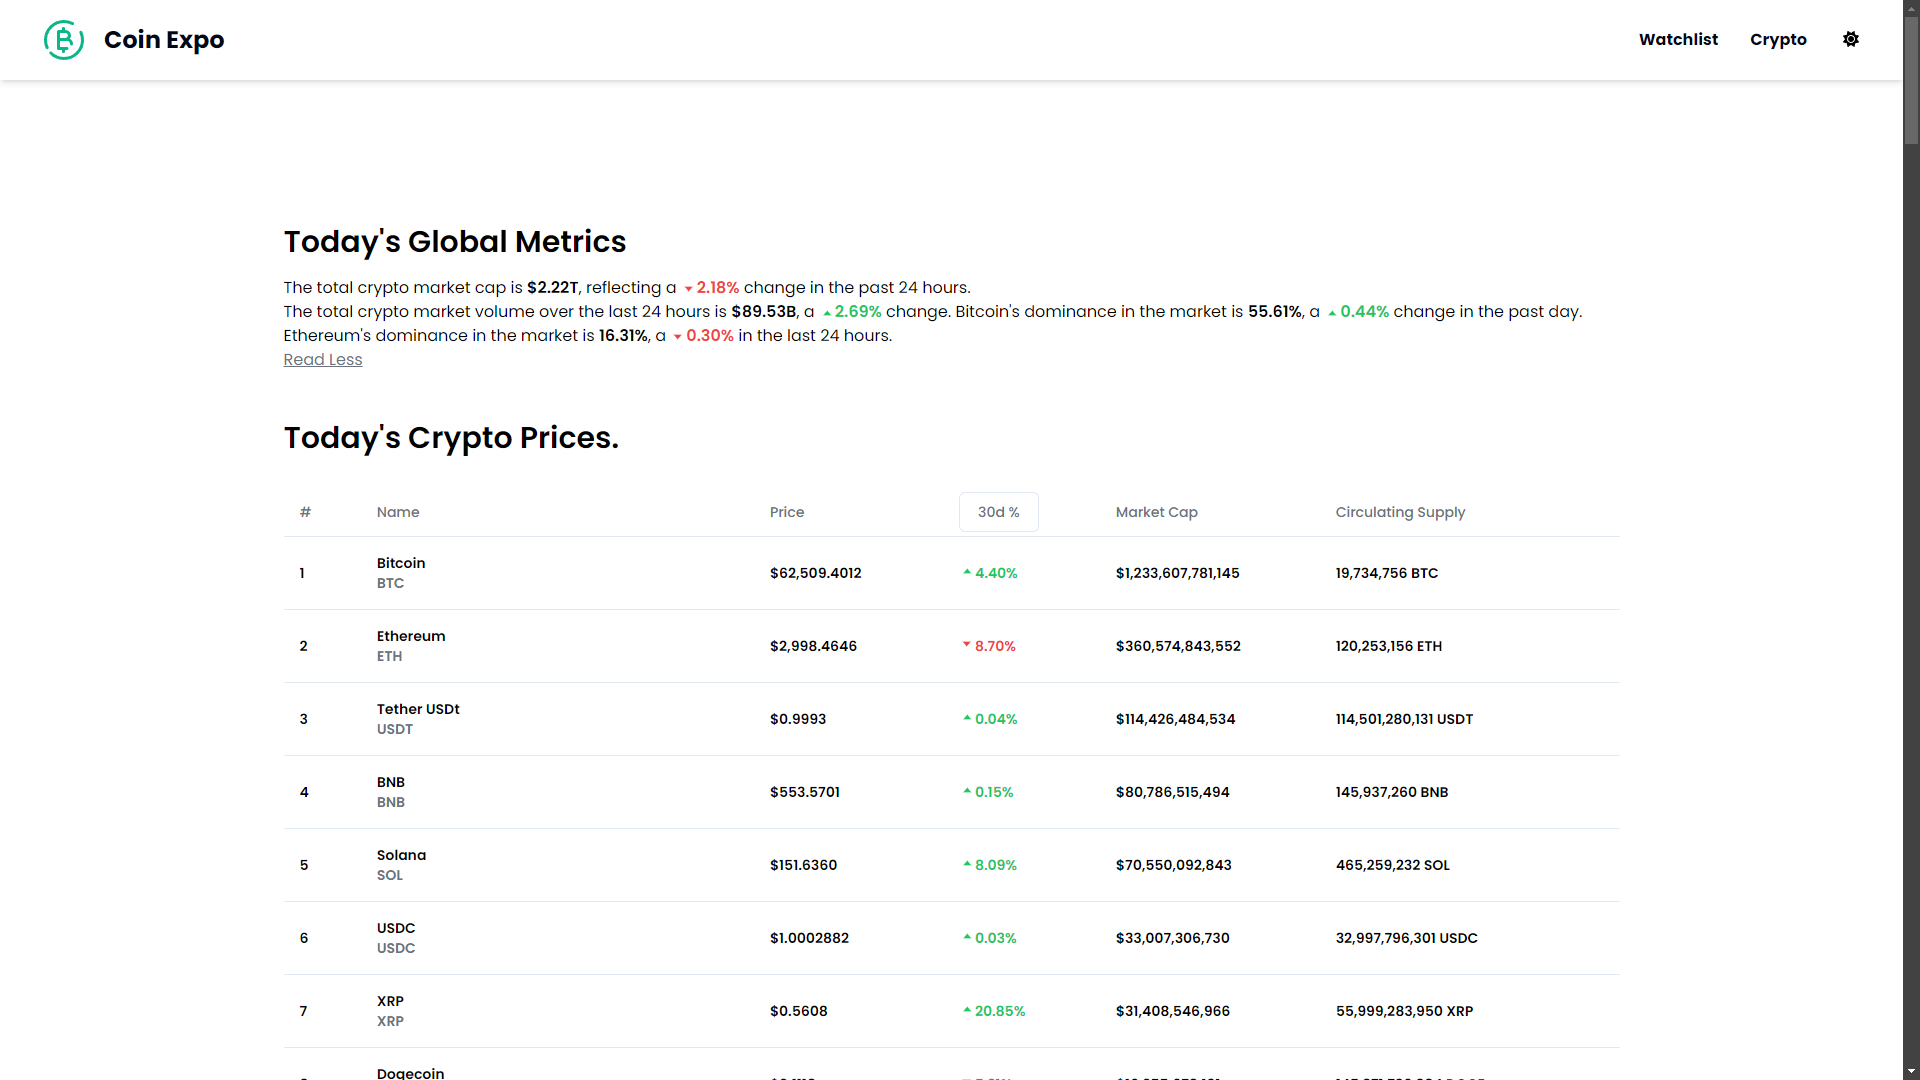 Coin Expo
Watchlist Crypto
Today's Global Metrics
The total crypto market cap is $2.22T, reflecting a 2.18% change in the past 24 hours.
The total crypto market volume over the last 24 hours is $89.53B, a 2.69% change. Bitcoin's dominance in the market is 55.61%, a 0.44% change in the past day.
Ethereum's dominance in the market is 16.31%, a 0.30% in the last 24 hours.
Read Less
Today's Crypto Prices.
# Name Price 30d % Market Cap Circulating Supply
1 Bitcoin BTC $62,509.4012 4.40% $1,233,607,781,145 19,734,756 BTC
2 Ethereum ETH $2,998.4646 8.70% $360,574,843,552 120,253,156 ETH
3 Tether USDt USDT $0.9993 0.04% $114,426,484,534 114,501,280,131 USDT
4 BNB BNB $553.5701 0.15% $80,786,515,494 145,937,260 BNB
5 Solana SOL $151.6360 8.09% $70,550,092,843 465,259,232 SOL
6 USDC USDC $1.0002882 0.03% $33,007,306,730 32,997,796,301 USDC
7 XRP XRP $0.5608 20.85% $31,408,546,966 55,999,283,950 XRP
Dogecoin